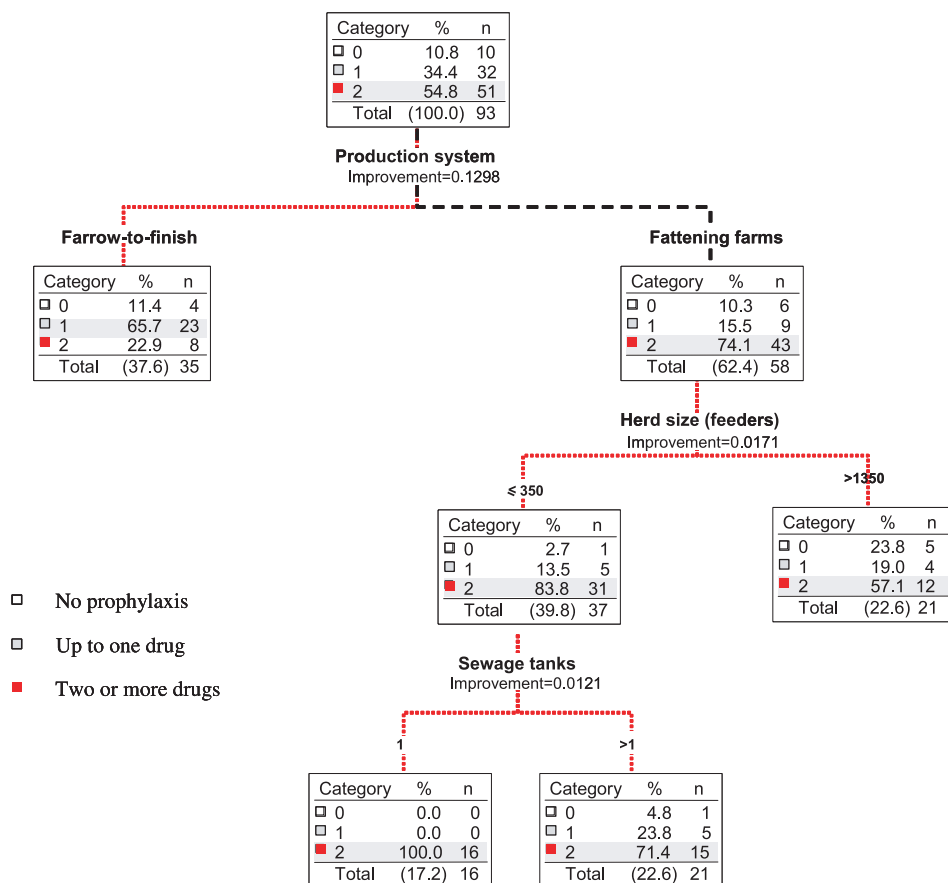 Category % n
0 10.8 10
1 34.4 32
2 54.8 51
Total (100.0) 93
Production system
Improvement=0.1298
Farrow-to-finish
Category % n
0 11.4 4
1 65.7 23
2 22.9 8
Total (37.6) 35
Fattening farms
Category % n
0 10.3 6
1 15.5 9
2 74.1 43
Total (62.4) 58
Herd size (feeders)
Improvement=0.0171
⩽ 350
Category % n
0 2.7 1
1 13.5 5
2 83.8 31
Total (39.8) 37
>1350
Category % n
0 23.8 5
1 19.0 4
2 57.1 12
Total (22.6) 21
No prophylaxis
Up to one drug
Two or more drugs
Sewage tanks
Improvement=0.0121
1
Category % n
0 0.0 0
1 0.0 0
2 100.0 16
Total (17.2) 16
>1
Category % n
0 4.8 1
1 23.8 5
2 71.4 15
Total (22.6) 21